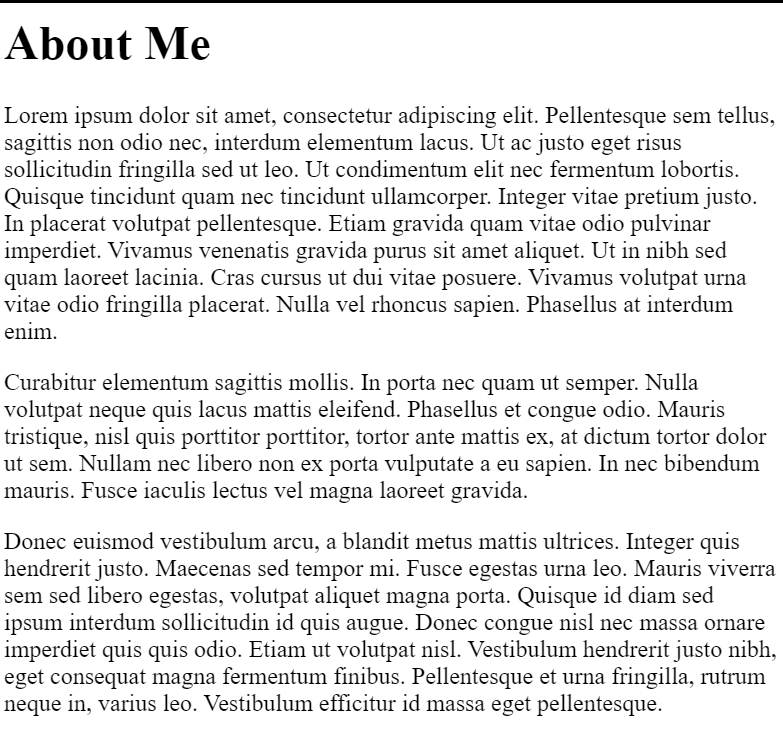 About Me
Lorem ipsum dolor sit amet, consectetur adipiscing elit. Pellentesque sem tellus,
sagittis non odio nec, interdum elementum lacus. Ut ac justo eget risus
sollicitudin fringilla sed ut leo. Ut condimentum elit nec fermentum lobortis.
Quisque tincidunt quam nec tincidunt ullamcorper. Integer vitae pretium justo.
In placerat volutpat pellentesque. Etiam gravida quam vitae odio pulvinar
imperdiet. Vivamus venenatis gravida purus sit amet aliquet. Ut in nibh sed
quam laoreet lacinia. Cras cursus ut dui vitae posuere. Vivamus volutpat urna
vitae odio fringilla placerat. Nulla vel rhoncus sapien. Phasellus at interdum
enim.
Curabitur elementum sagittis mollis. In porta nec quam ut semper. Nulla
volutpat neque quis lacus mattis eleifend. Phasellus et congue odio. Mauris
tristique, nisl quis porttitor porttitor, tortor ante mattis ex, at dictum tortor dolor
ut sem. Nullam nec libero non ex porta vulputate a eu sapien. In nec bibendum
mauris. Fusce iaculis lectus vel magna laoreet gravida.
Donec euismod vestibulum arcu, a blandit metus mattis ultrices. Integer quis
hendrerit justo. Maecenas sed tempor mi. Fusce egestas urna leo. Mauris viverra
sem sed libero egestas, volutpat aliquet magna porta. Quisque id diam sed
ipsum interdum sollicitudin id quis augue. Donec congue nisl nec massa ornare
imperdiet quis quis odio. Etiam ut volutpat nisl. Vestibulum hendrerit justo nibh,
eget consequat magna fermentum finibus. Pellentesque et urna fringilla, rutrum
neque in, varius leo. Vestibulum efficitur id massa eget pellentesque.